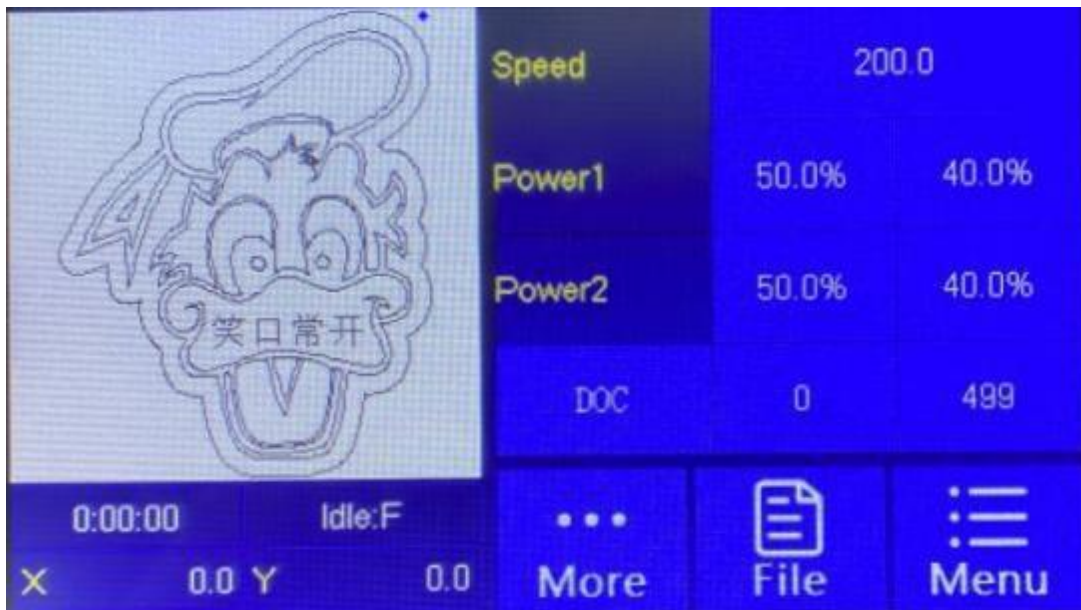 Speed 200.0
Power1 50.0% 40.0%
Power2 50.0% 40.0%
笑口常开
DOC 0 499
0:00:00 Idle:F
X 0.0 Y 0.0
More File Menu